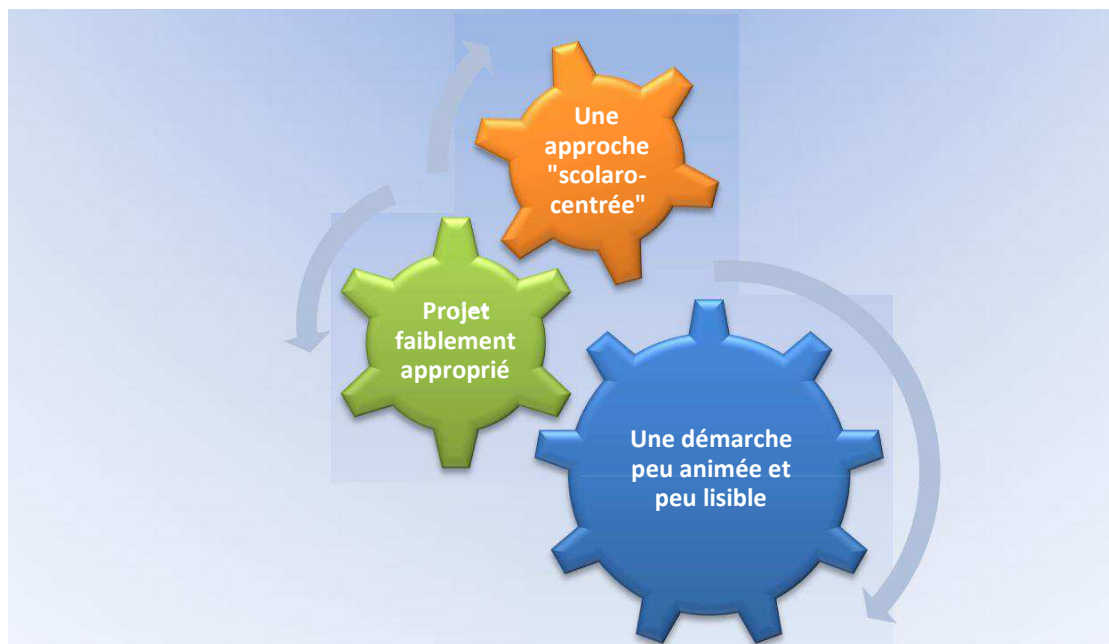 Une
approche
"scolaro-
centrée"
Projet
faiblement
approprié
Une démarche
peu animée et
peu lisible